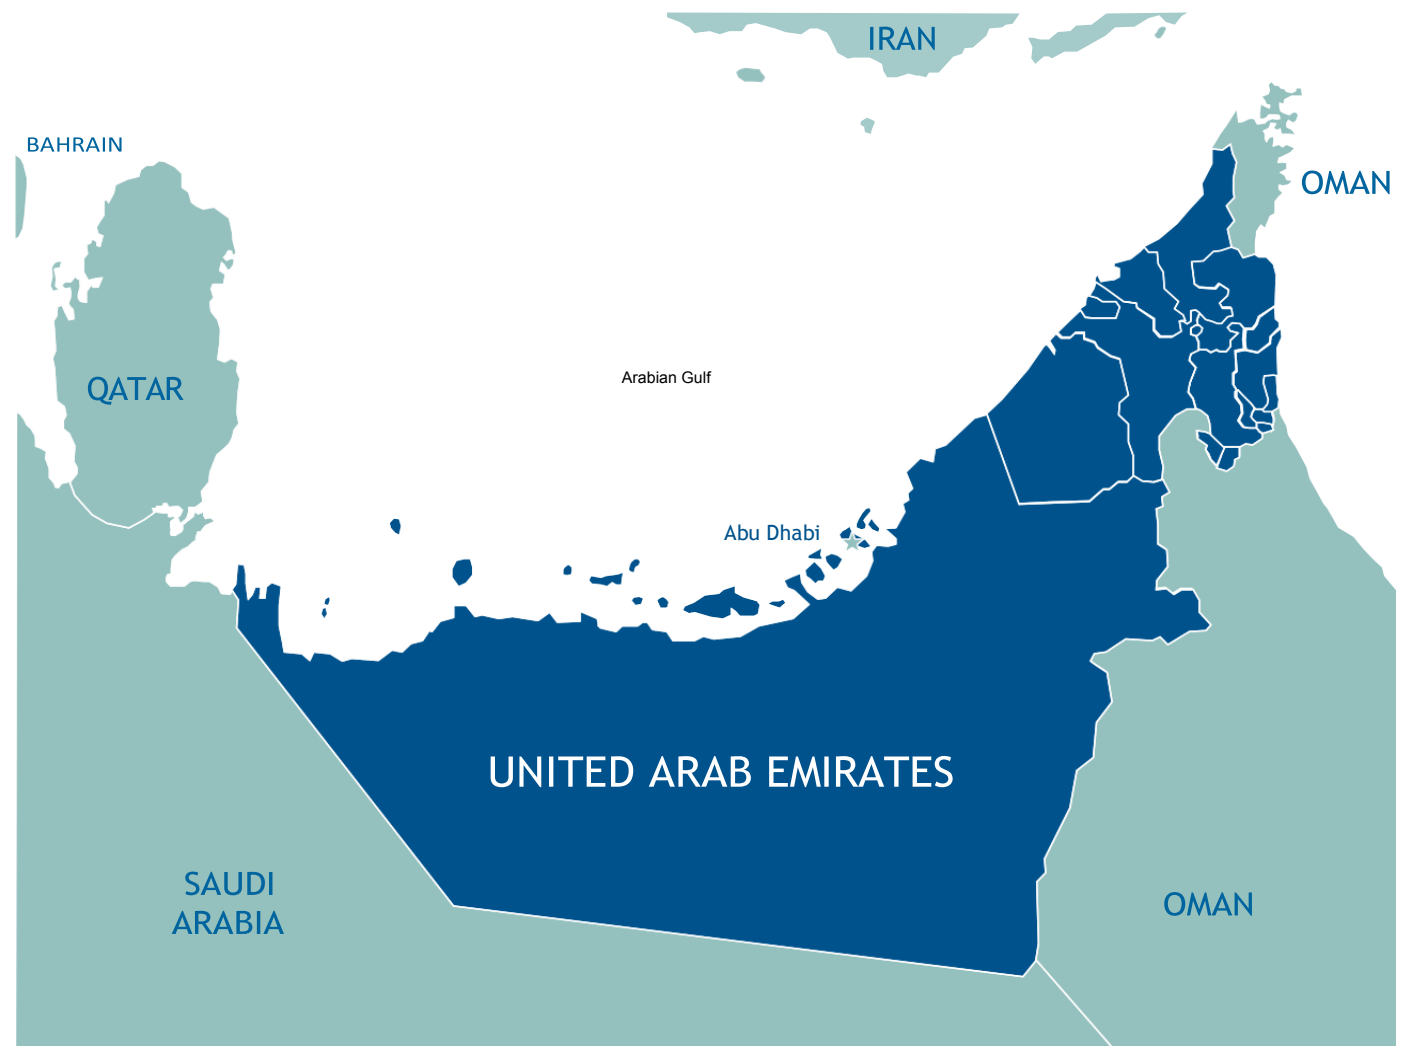 IRAN
BAHRAIN
OMAN
QATAR
Arabian Gulf
Abu Dhabi
UNITED ARAB EMIRATES
SAUDI
ARABIA
OMAN